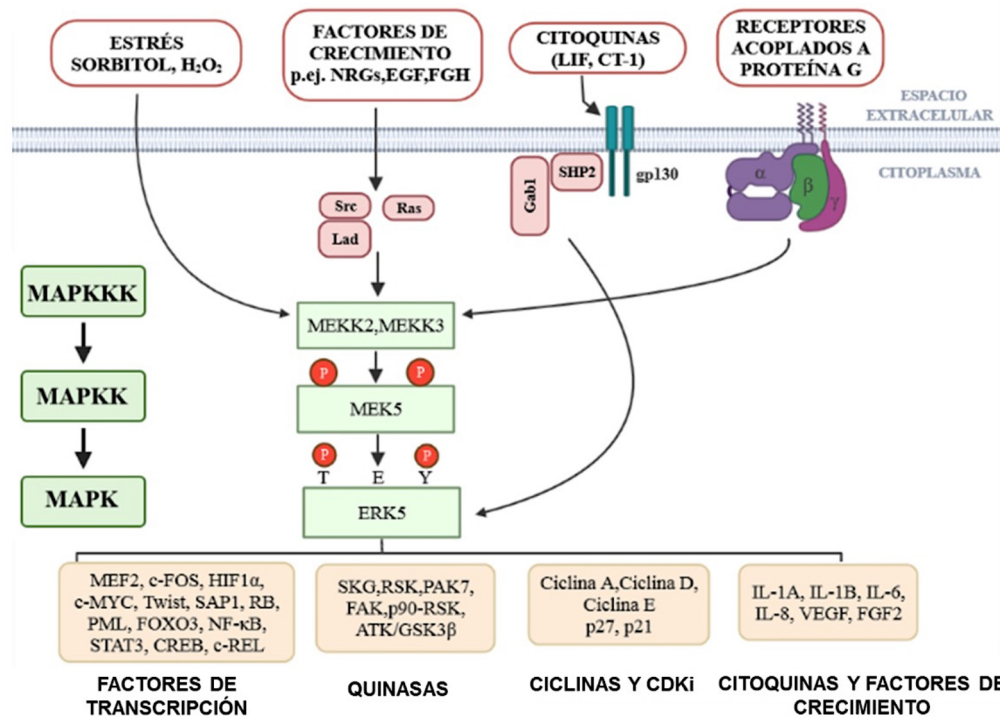 ESTRÉS
SORBITOL, H₂O₂
FACTORES DE
CRECIMIENTO
p.ej. NRGs,EGF,FGH
CITOQUINAS
(LIF, CT-1)
RECEPTORES
ACOPLADOS A
PROTEÍNA G
ESPACIO
EXTRACELULAR
CITOPLASMA
Gab1
SHP2
gp130
α
β
γ
Src
Ras
Lad
MAPKKK
MEKK2,MEKK3
P
P
MAPKK
MEK5
P
P
T E Y
MAPK
ERK5
MEF2, c-FOS, HIF1α,
c-MYC, Twist, SAP1, RB,
PML, FOXO3, NF-κB,
STAT3, CREB, c-REL
SKG,RSK,PAK7,
FAK,p90-RSK,
ATK/GSK3β
Ciclina A,Ciclina D,
Ciclina E
p27, p21
IL-1A, IL-1B, IL-6,
IL-8, VEGF, FGF2
FACTORES DE
TRANSCRIPCIÓN
QUINASAS
CICLINAS Y CDKi
CITOQUINAS Y FACTORES DE
CRECIMIENTO